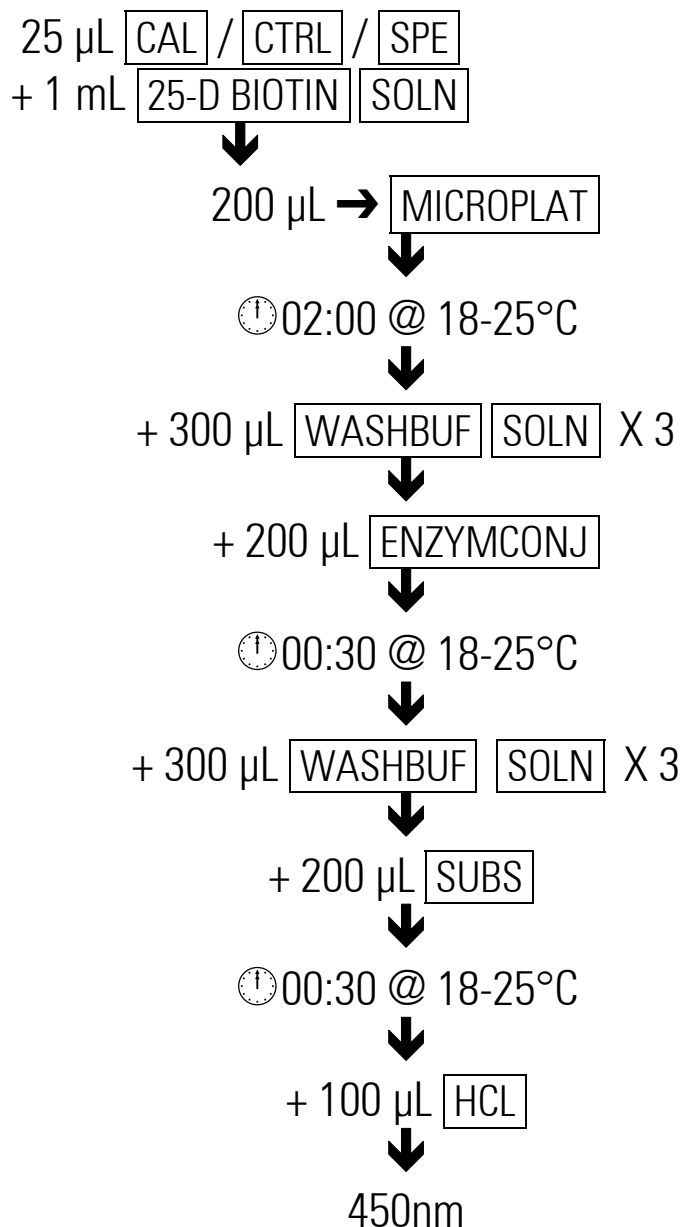 25 µL CAL / CTRL / SPE
+ 1 mL 25-D BIOTIN SOLN
200 µL → MICROPLAT
02:00 @ 18-25°C
+ 300 µL WASHBUF SOLN X 3
+ 200 µL ENZYMCONJ
00:30 @ 18-25°C
+ 300 µL WASHBUF SOLN X 3
+ 200 µL SUBS
00:30 @ 18-25°C
+ 100 µL HCL
450nm